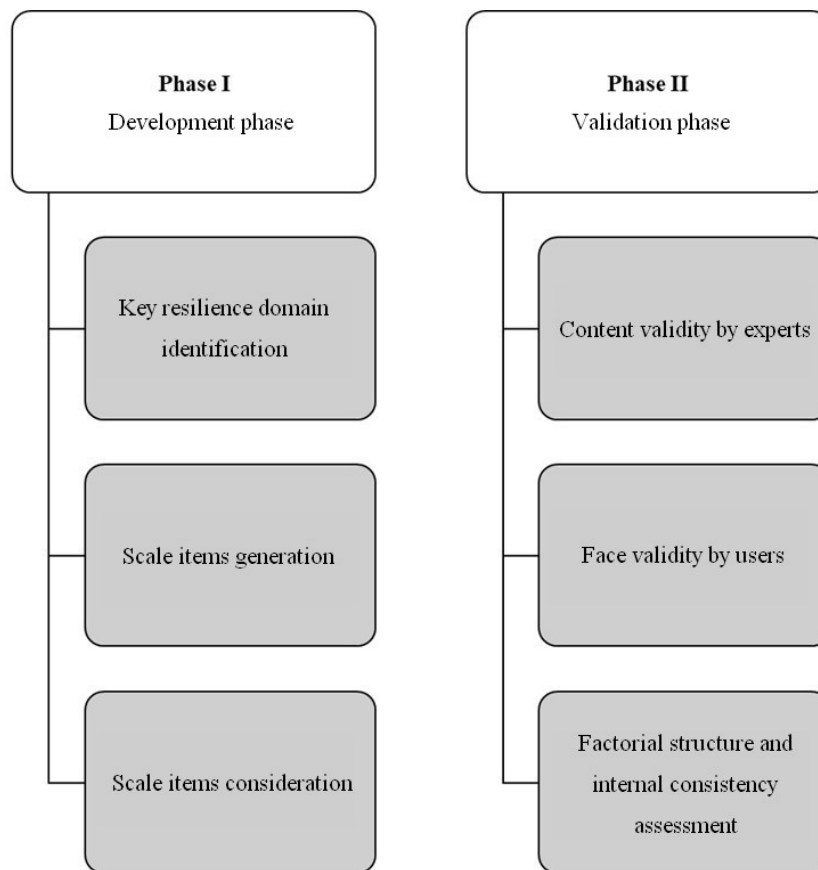 Phase I
Development phase
Key resilience domain
identification
Scale items generation
Scale items consideration
Phase II
Validation phase
Content validity by experts
Face validity by users
Factorial structure and
internal consistency
assessment